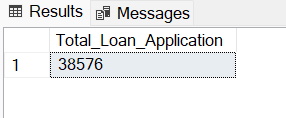 Results Messages
Total_Loan_Application
1 38576